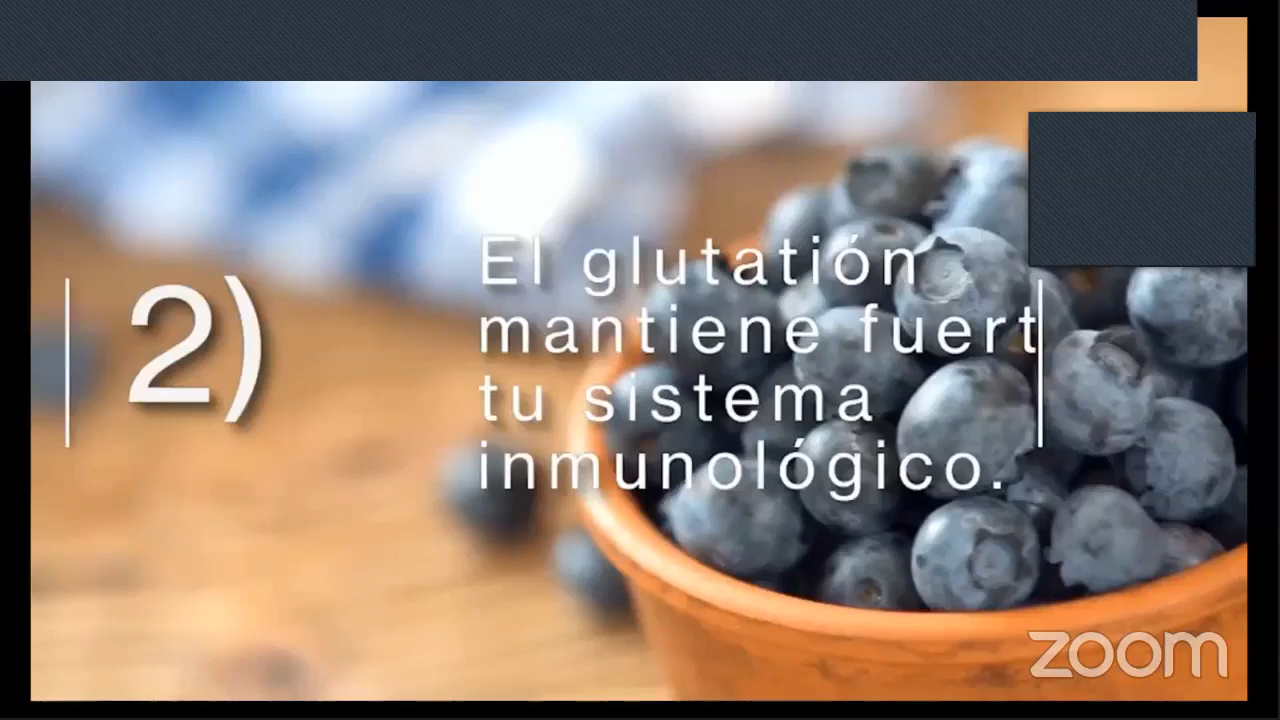 2)
El glutatión
mantiene fuert
tu sistema
inmunológico.
zoom